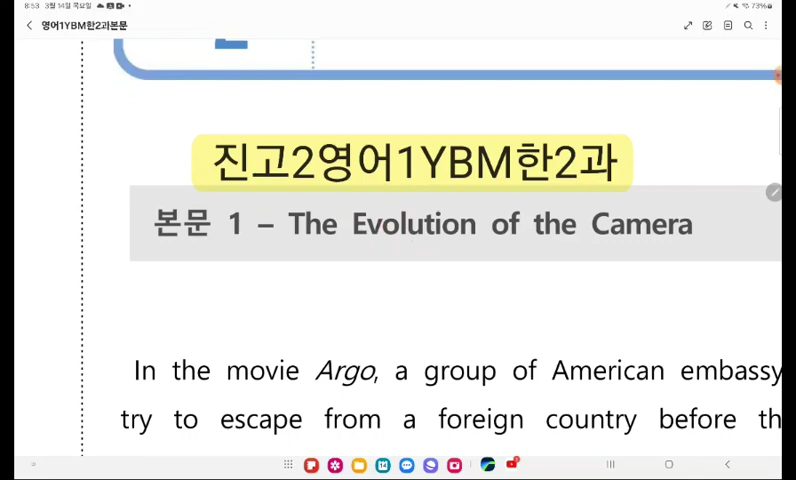 8:53 3월 14일 목요일
73%
영어1YBM한2과본문
진고2영어1YBM한2과
본문 1 – The Evolution of the Camera
In the movie Argo, a group of American embassy
try to escape from a foreign country before th